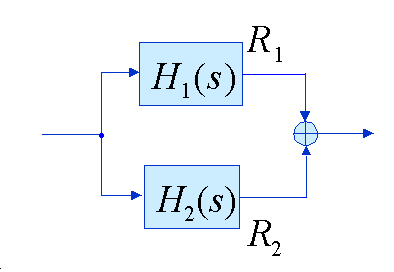 R₁
H₁(s)
H₂(s)
R₂